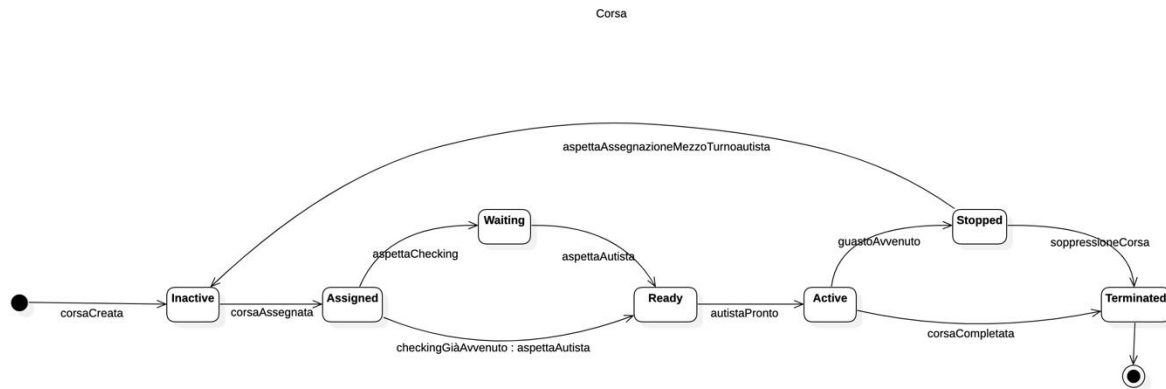 Corsa
aspettaAssegnazioneMezzoTurnoautista
Waiting
Stopped
aspettaChecking
aspettaAutista
guastoAvvenuto
soppressioneCorsa
Inactive
Assigned
Ready
Active
Terminated
corsaCreata
corsaAssegnata
autistaPronto
corsaCompletata
checkingGiàAvvenuto : aspettaAutista